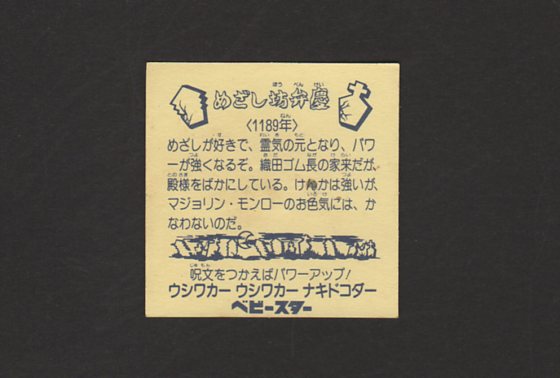 めざし坊弁慶
〈1189年〉
めざしが好きで、霊気の元となり、パワ
ーが強くなるぞ。織田ゴム長の家来だが、
殿様をばかにしている。けんかは強いが、
マジョリン・モンローのお色気には、か
なわないのだ。
呪文をつかえばパワーアップ!
ウシワカー ウシワカー ナキドコダー
ベビースター